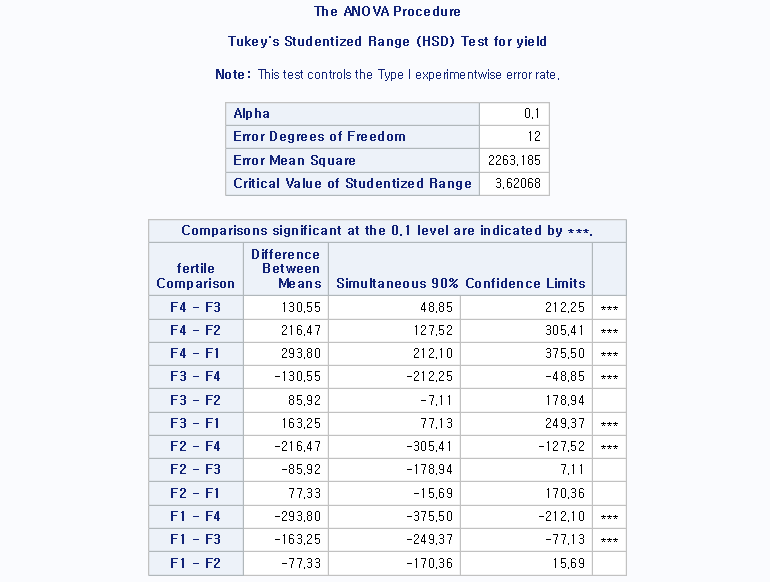 The ANOVA Procedure
Tukey's Studentized Range (HSD) Test for yield
Note: This test controls the Type I experimentwise error rate.
Alpha 0.1
Error Degrees of Freedom 12
Error Mean Square 2263.185
Critical Value of Studentized Range 3.62068
Comparisons significant at the 0.1 level are indicated by ***.
fertile Comparison Difference Between Means Simultaneous 90% Confidence Limits
F4 - F3 130.55 48.85 212.25 ***
F4 - F2 216.47 127.52 305.41 ***
F4 - F1 293.80 212.10 375.50 ***
F3 - F4 -130.55 -212.25 -48.85 ***
F3 - F2 85.92 -7.11 178.94
F3 - F1 163.25 77.13 249.37 ***
F2 - F4 -216.47 -305.41 -127.52 ***
F2 - F3 -85.92 -178.94 7.11
F2 - F1 77.33 -15.69 170.36
F1 - F4 -293.80 -375.50 -212.10 ***
F1 - F3 -163.25 -249.37 -77.13 ***
F1 - F2 -77.33 -170.36 15.69